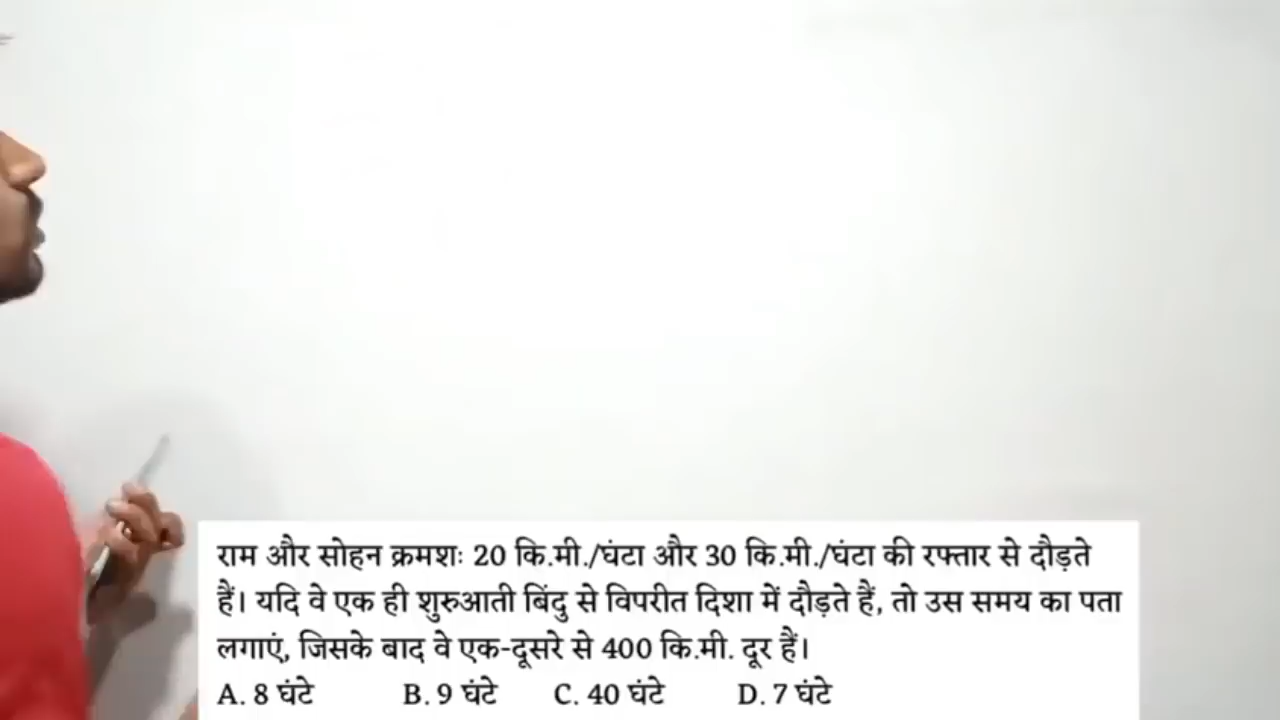 राम और सोहन क्रमशः 20 कि.मी./घंटा और 30 कि.मी./घंटा की रफ्तार से दौड़ते
हैं। यदि वे एक ही शुरुआती बिंदु से विपरीत दिशा में दौड़ते हैं, तो उस समय का पता
लगाएं, जिसके बाद वे एक-दूसरे से 400 कि.मी. दूर हैं।
A. 8 घंटे B. 9 घंटे C. 40 घंटे D. 7 घंटे